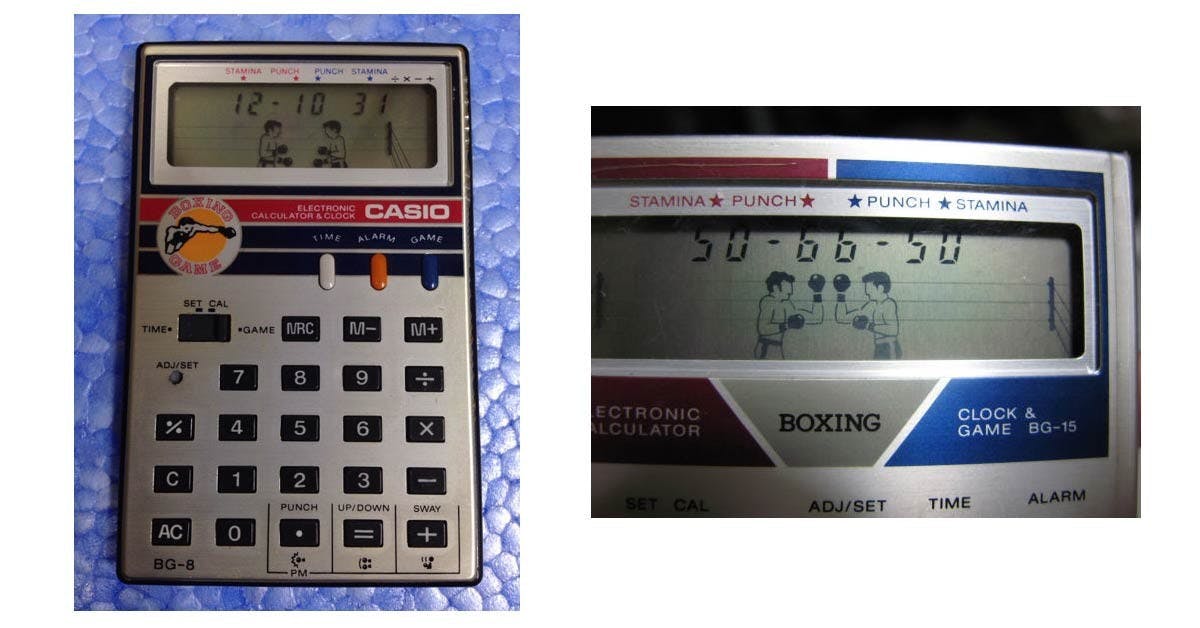 STAMINA PUNCH PUNCH STAMINA
÷ × − +
12-10 31
BOXING GAME
ELECTRONIC
CALCULATOR & CLOCK CASIO
TIME ALARM GAME
SET CAL
TIME• •GAME MRC M− M+
ADJ/SET
7 8 9 ÷
% 4 5 6 ×
C 1 2 3 −
PUNCH UP/DOWN SWAY
AC 0 • = +
BG-8 PM
STAMINA★ PUNCH★ ★PUNCH ★STAMINA
50-66-50
LECTRONIC
ALCULATOR
BOXING
CLOCK &
GAME BG-15
SET CAL ADJ/SET TIME ALARM